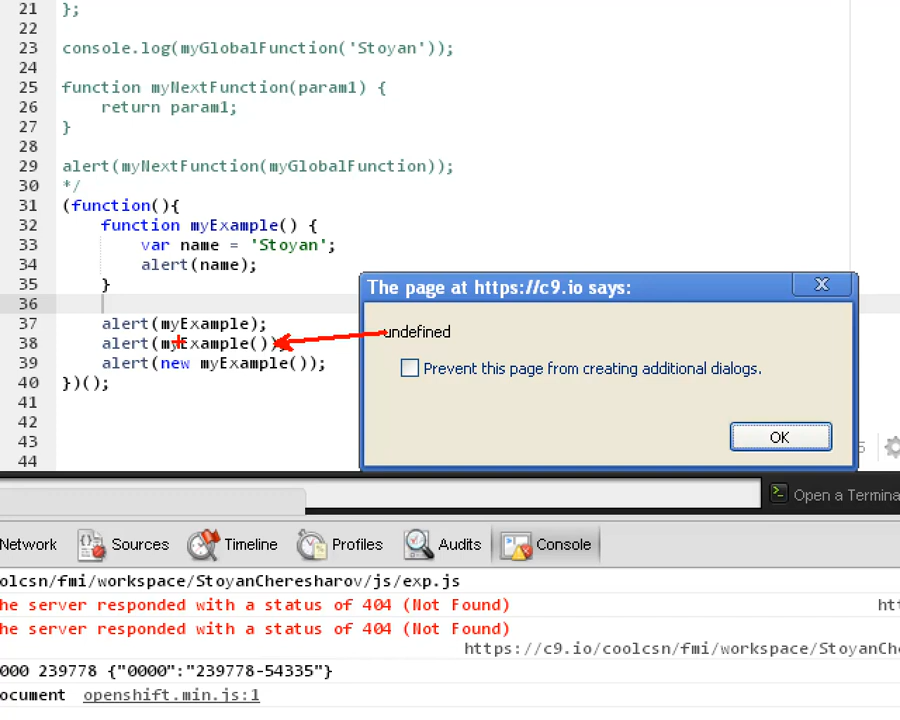 21 };
22
23 console.log(myGlobalFunction('Stoyan'));
24
25 function myNextFunction(param1) {
26 return param1;
27 }
28
29 alert(myNextFunction(myGlobalFunction));
30 */
31 (function(){
32 function myExample() {
33 var name = 'Stoyan';
34 alert(name);
35 }
36
37 alert(myExample);
38 alert(myExample());
39 alert(new myExample());
40 })();
41
42
43
44
The page at https://c9.io says:
X
undefined
Prevent this page from creating additional dialogs.
OK
5
Open a Termina
Network Sources Timeline Profiles Audits Console
olcsn/fmi/workspace/StoyanCheresharov/js/exp.js
he server responded with a status of 404 (Not Found) htt
he server responded with a status of 404 (Not Found)
https://c9.io/coolcsn/fmi/workspace/StoyanChe
000 239778 {"0000":"239778-54335"}
ocument openshift.min.js:1